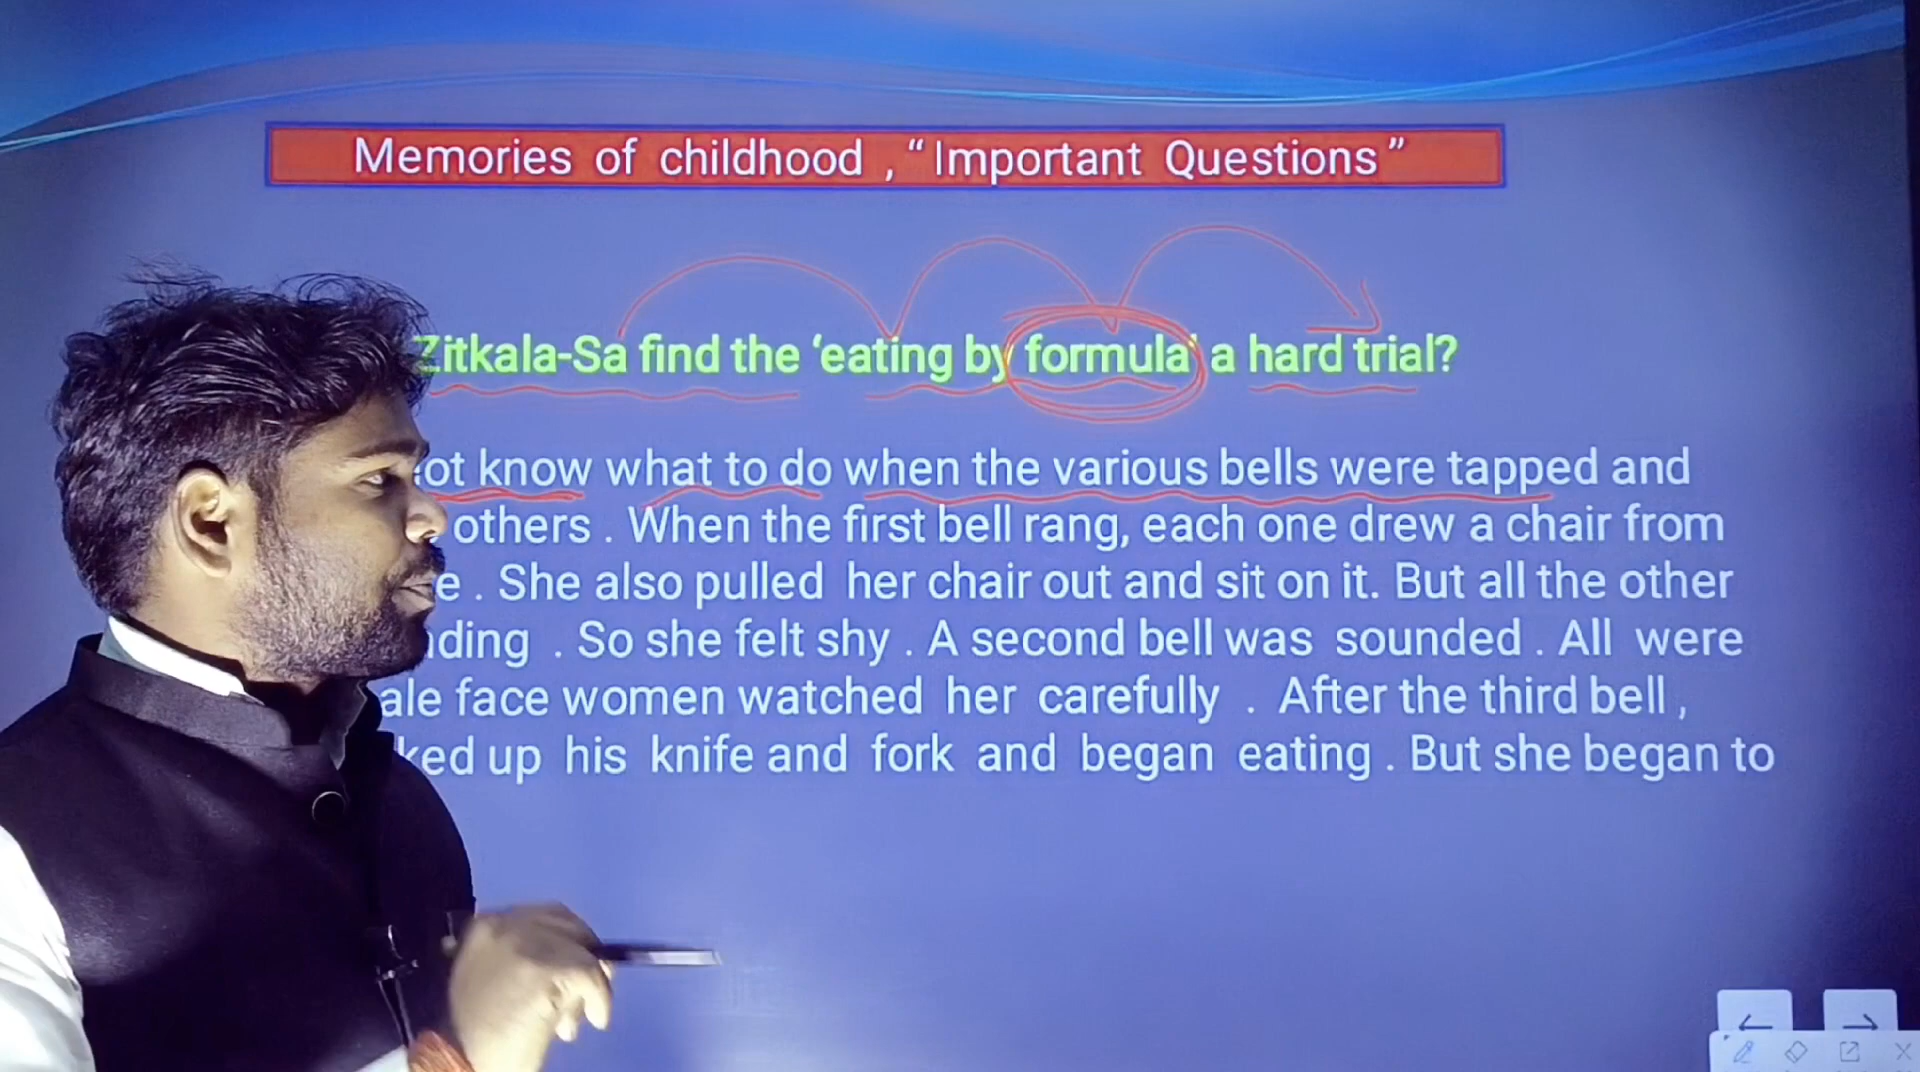 Memories of childhood , “ Important Questions ”
Zitkala-Sa find the ‘eating by formula’ a hard trial?
know what to do when the various bells were tapped and
others . When the first bell rang, each one drew a chair from
. She also pulled her chair out and sit on it. But all the other
. So she felt shy . A second bell was sounded . All were
face women watched her carefully . After the third bell ,
up his knife and fork and began eating . But she began to